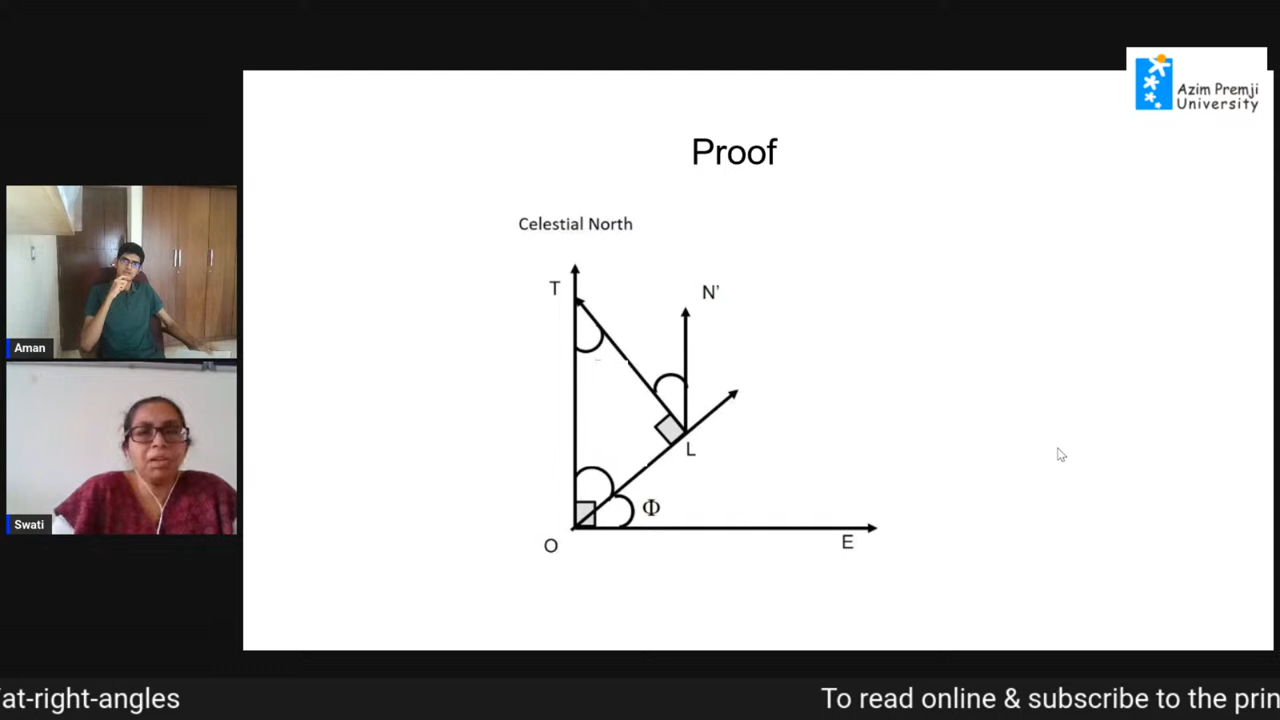 Azim Premji
University
Proof
Celestial North
T
N’
L
Φ
O
E
Aman
Swati
at-right-angles
To read online & subscribe to the prin